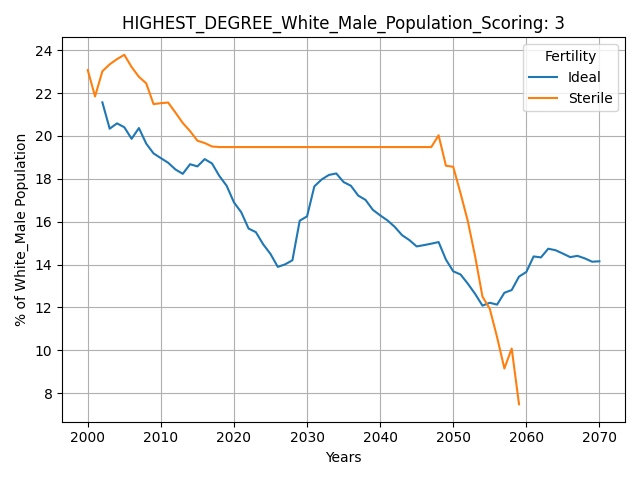 HIGHEST_DEGREE_White_Male_Population_Scoring: 3
% of White_Male Population
24
22
20
18
16
14
12
10
8
Fertility
Ideal
Sterile
2000 2010 2020 2030 2040 2050 2060 2070
Years